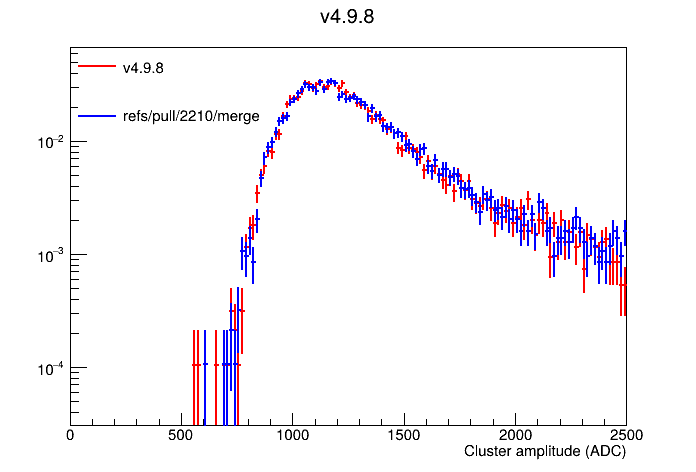 v4.9.8
v4.9.8
refs/pull/2210/merge
10⁻²
10⁻³
10⁻⁴
0 500 1000 1500 2000 2500
Cluster amplitude (ADC)